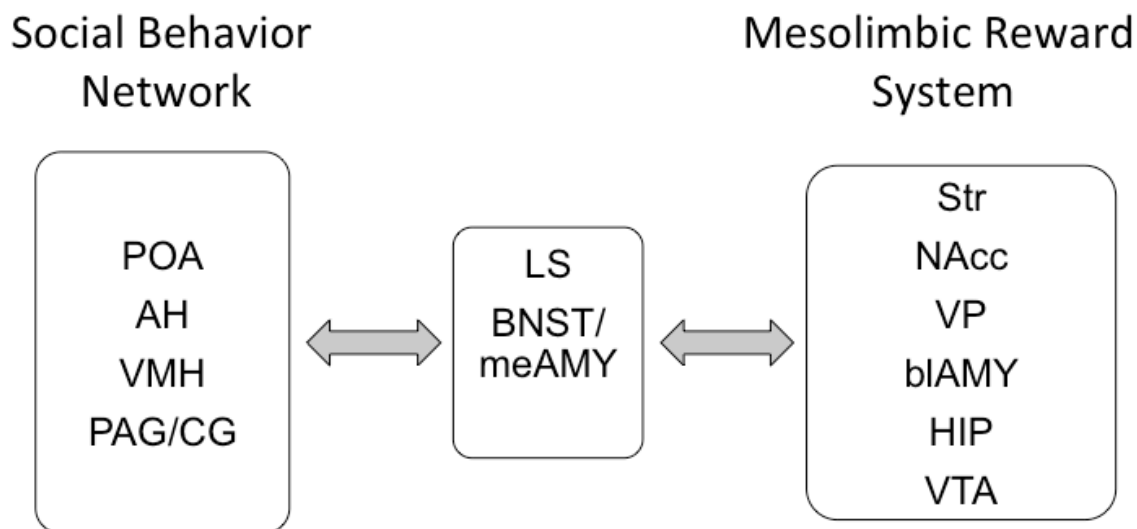 Social Behavior
Network
Mesolimbic Reward
System
POA
AH
VMH
PAG/CG
LS
BNST/
meAMY
Str
NAcc
VP
blAMY
HIP
VTA